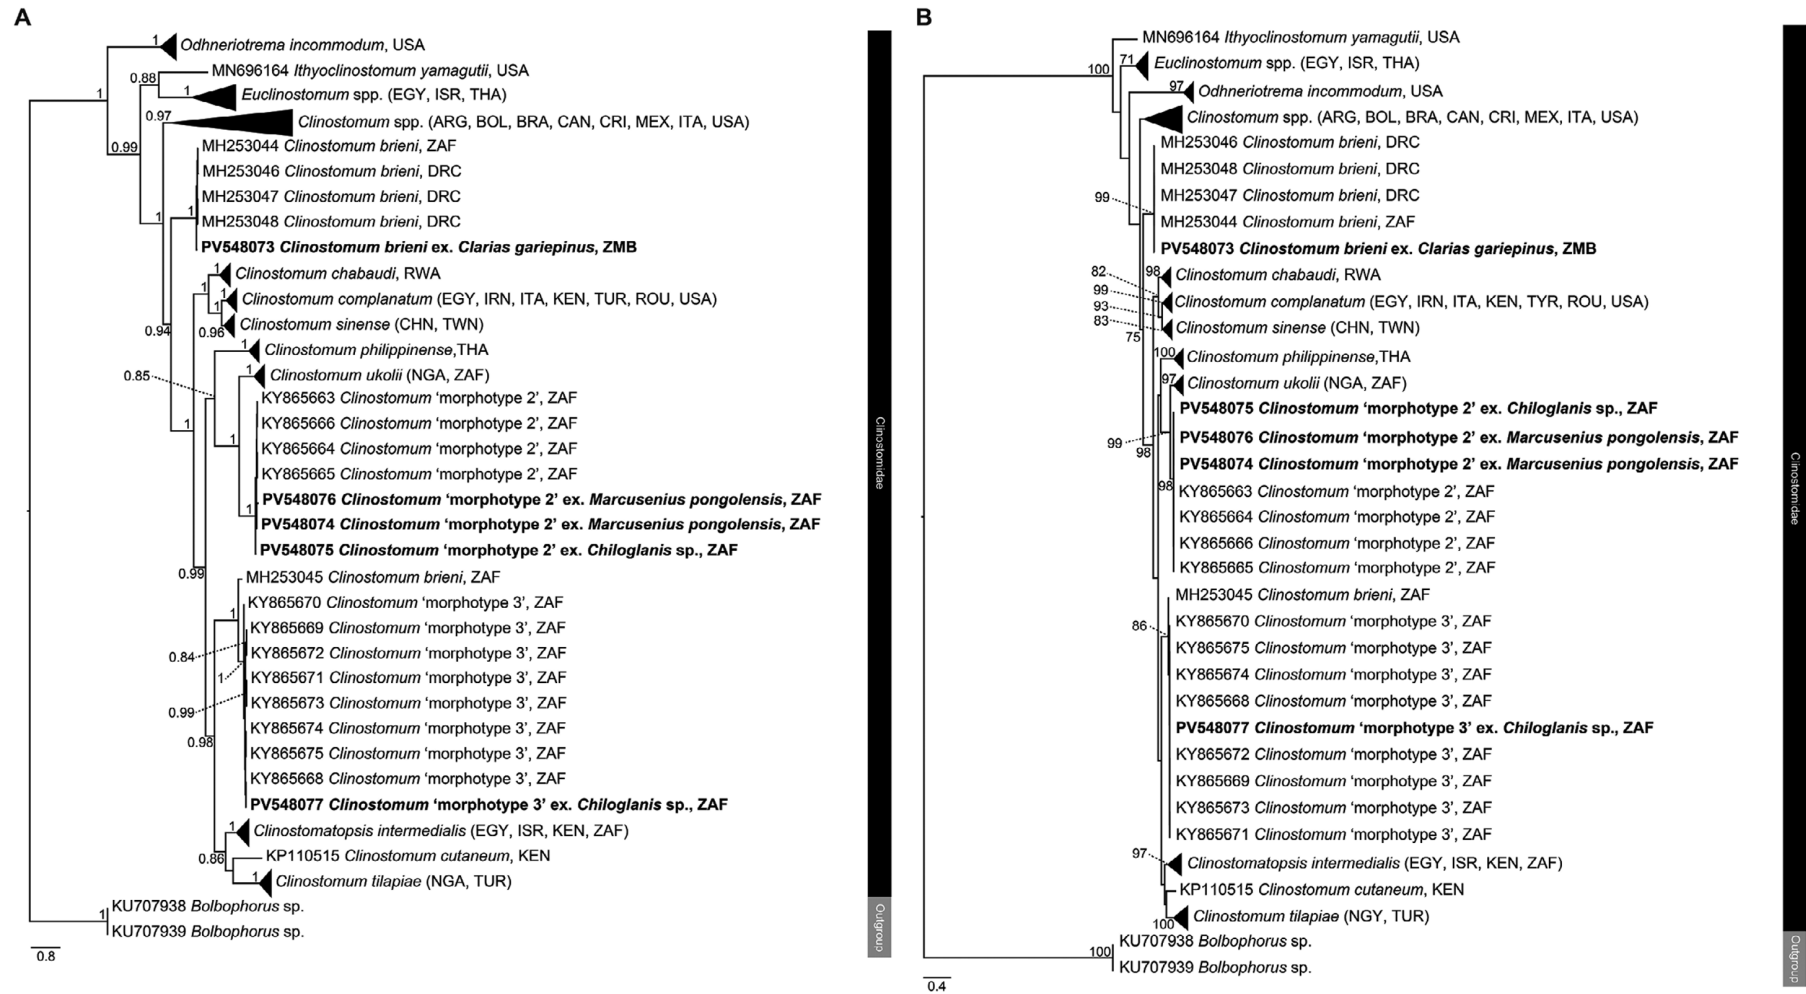 A
1
Odhneriotrema incommodum, USA
0.88
MN696164 Ithyoclinostomum yamagutii, USA
1
1
Euclinostomum spp. (EGY, ISR, THA)
0.97
Clinostomum spp. (ARG, BOL, BRA, CAN, CRI, MEX, ITA, USA)
0.99
MH253044 Clinostomum brieni, ZAF
MH253046 Clinostomum brieni, DRC
MH253047 Clinostomum brieni, DRC
1
1
MH253048 Clinostomum brieni, DRC
PV548073 Clinostomum brieni ex. Clarias gariepinus, ZMB
1
Clinostomum chabaudi, RWA
1
1
1
Clinostomum complanatum (EGY, IRN, ITA, KEN, TUR, ROU, USA)
0.94
0.96
Clinostomum sinense (CHN, TWN)
1
Clinostomum philippinense,THA
0.85
1
Clinostomum ukolii (NGA, ZAF)
KY865663 Clinostomum ‘morphotype 2’, ZAF
1
KY865666 Clinostomum ‘morphotype 2’, ZAF
1
KY865664 Clinostomum ‘morphotype 2’, ZAF
KY865665 Clinostomum ‘morphotype 2’, ZAF
PV548076 Clinostomum ‘morphotype 2’ ex. Marcusenius pongolensis, ZAF
1
PV548074 Clinostomum ‘morphotype 2’ ex. Marcusenius pongolensis, ZAF
PV548075 Clinostomum ‘morphotype 2’ ex. Chiloglanis sp., ZAF
0.99
MH253045 Clinostomum brieni, ZAF
KY865670 Clinostomum ‘morphotype 3’, ZAF
1
KY865669 Clinostomum ‘morphotype 3’, ZAF
0.84
KY865672 Clinostomum ‘morphotype 3’, ZAF
1
KY865671 Clinostomum ‘morphotype 3’, ZAF
KY865673 Clinostomum ‘morphotype 3’, ZAF
0.99
KY865674 Clinostomum ‘morphotype 3’, ZAF
0.98
KY865675 Clinostomum ‘morphotype 3’, ZAF
KY865668 Clinostomum ‘morphotype 3’, ZAF
PV548077 Clinostomum ‘morphotype 3’ ex. Chiloglanis sp., ZAF
1
Clinostomatopsis intermedialis (EGY, ISR, KEN, ZAF)
0.86
KP110515 Clinostomum cutaneum, KEN
1
Clinostomum tilapiae (NGA, TUR)
KU707938 Bolbophorus sp.
1
KU707939 Bolbophorus sp.
0.8
Clinostomidae
Outgroup
B
MN696164 Ithyoclinostomum yamagutii, USA
100
71
Euclinostomum spp. (EGY, ISR, THA)
97
Odhneriotrema incommodum, USA
Clinostomum spp. (ARG, BOL, BRA, CAN, CRI, MEX, ITA, USA)
MH253046 Clinostomum brieni, DRC
MH253048 Clinostomum brieni, DRC
99
MH253047 Clinostomum brieni, DRC
MH253044 Clinostomum brieni, ZAF
PV548073 Clinostomum brieni ex. Clarias gariepinus, ZMB
82
98
Clinostomum chabaudi, RWA
99
Clinostomum complanatum (EGY, IRN, ITA, KEN, TYR, ROU, USA)
93
83
Clinostomum sinense (CHN, TWN)
75
100
Clinostomum philippinense,THA
97
Clinostomum ukolii (NGA, ZAF)
PV548075 Clinostomum ‘morphotype 2’ ex. Chiloglanis sp., ZAF
99
PV548076 Clinostomum ‘morphotype 2’ ex. Marcusenius pongolensis, ZAF
98
PV548074 Clinostomum ‘morphotype 2’ ex. Marcusenius pongolensis, ZAF
98
KY865663 Clinostomum ‘morphotype 2’, ZAF
KY865664 Clinostomum ‘morphotype 2’, ZAF
KY865666 Clinostomum ‘morphotype 2’, ZAF
KY865665 Clinostomum ‘morphotype 2’, ZAF
MH253045 Clinostomum brieni, ZAF
86
KY865670 Clinostomum ‘morphotype 3’, ZAF
KY865675 Clinostomum ‘morphotype 3’, ZAF
KY865674 Clinostomum ‘morphotype 3’, ZAF
KY865668 Clinostomum ‘morphotype 3’, ZAF
PV548077 Clinostomum ‘morphotype 3’ ex. Chiloglanis sp., ZAF
KY865672 Clinostomum ‘morphotype 3’, ZAF
KY865669 Clinostomum ‘morphotype 3’, ZAF
KY865673 Clinostomum ‘morphotype 3’, ZAF
KY865671 Clinostomum ‘morphotype 3’, ZAF
97
Clinostomatopsis intermedialis (EGY, ISR, KEN, ZAF)
KP110515 Clinostomum cutaneum, KEN
100
Clinostomum tilapiae (NGY, TUR)
KU707938 Bolbophorus sp.
100
KU707939 Bolbophorus sp.
0.4
Clinostomidae
Outgroup